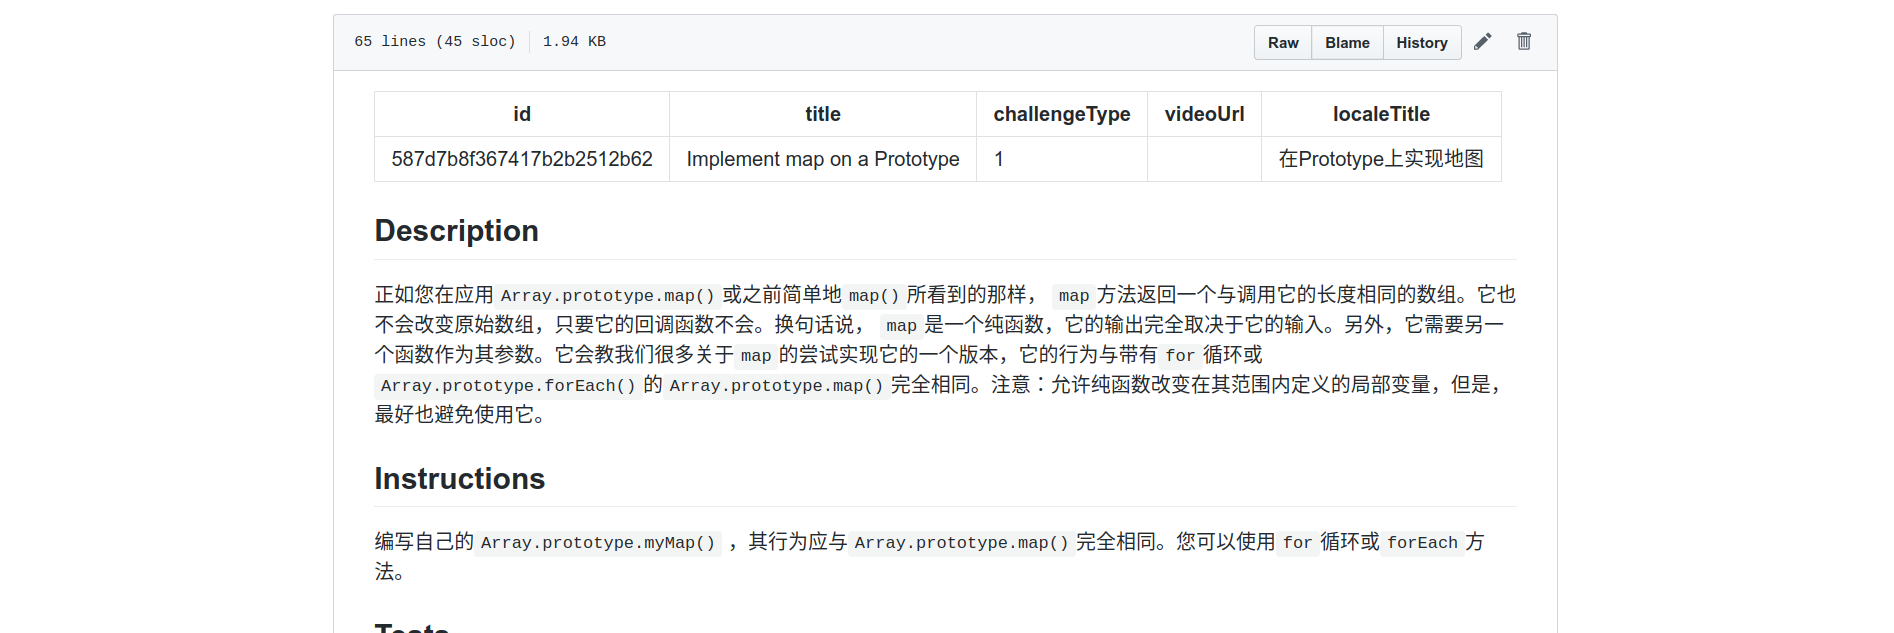 65 lines (45 sloc) 1.94 KB Raw Blame History
id title challengeType videoUrl localeTitle
587d7b8f367417b2b2512b62 Implement map on a Prototype 1 在Prototype上实现地图
Description
正如您在应用 Array.prototype.map() 或之前简单地 map() 所看到的那样， map 方法返回一个与调用它的长度相同的数组。它也
不会改变原始数组，只要它的回调函数不会。换句话说， map 是一个纯函数，它的输出完全取决于它的输入。另外，它需要另一
个函数作为其参数。它会教我们很多关于 map 的尝试实现它的一个版本，它的行为与带有 for 循环或
Array.prototype.forEach() 的 Array.prototype.map() 完全相同。注意：允许纯函数改变在其范围内定义的局部变量，但是，
最好也避免使用它。
Instructions
编写自己的 Array.prototype.myMap() ，其行为应与 Array.prototype.map() 完全相同。您可以使用 for 循环或 forEach 方
法。
Tests